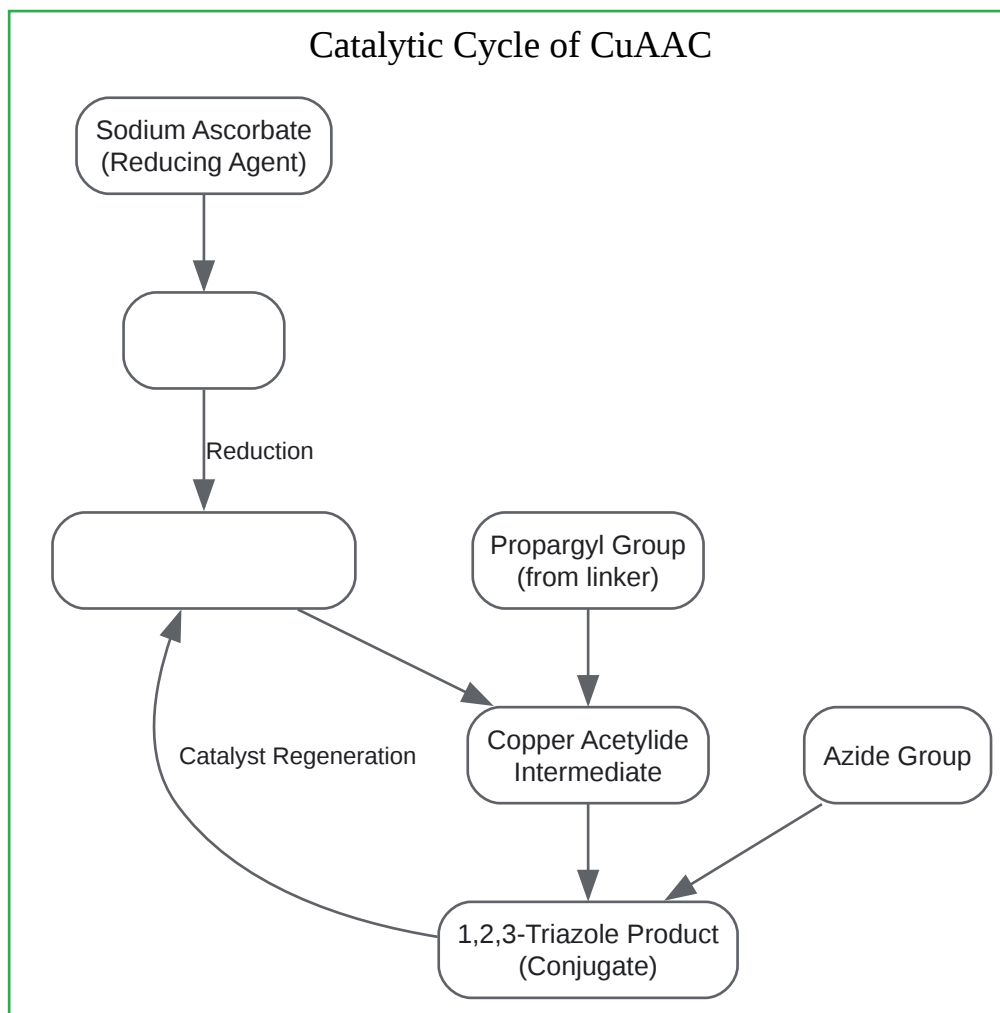 Catalytic Cycle of CuAAC
Sodium Ascorbate
(Reducing Agent)
Reduction
Propargyl Group
(from linker)
Copper Acetylide
Intermediate
Azide Group
Catalyst Regeneration
1,2,3-Triazole Product
(Conjugate)